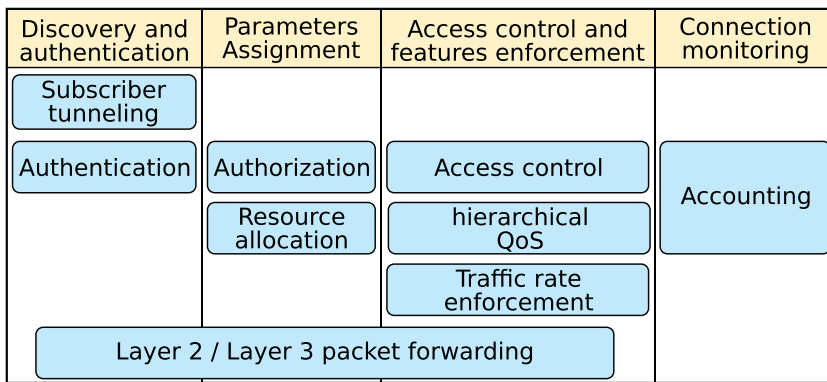 Discovery and
authentication
Parameters
Assignment
Access control and
features enforcement
Connection
monitoring
Subscriber
tunneling
Authentication
Authorization
Access control
Accounting
Resource
allocation
hierarchical
QoS
Traffic rate
enforcement
Layer 2 / Layer 3 packet forwarding